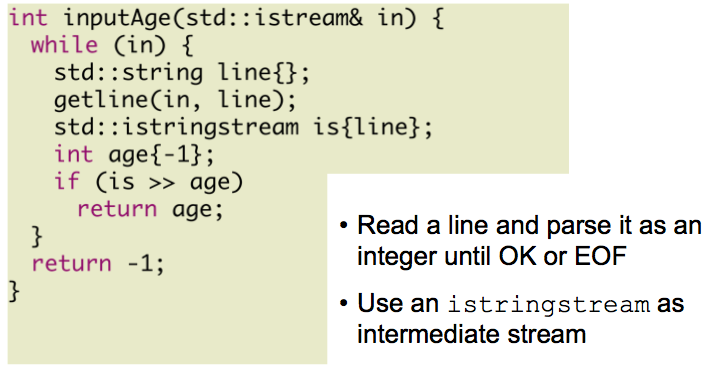 int inputAge(std::istream& in) {
  while (in) {
    std::string line{};
    getline(in, line);
    std::istringstream is{line};
    int age{-1};
    if (is >> age)
      return age;
  }
  return -1;
}
• Read a line and parse it as an
integer until OK or EOF
• Use an istringstream as
intermediate stream